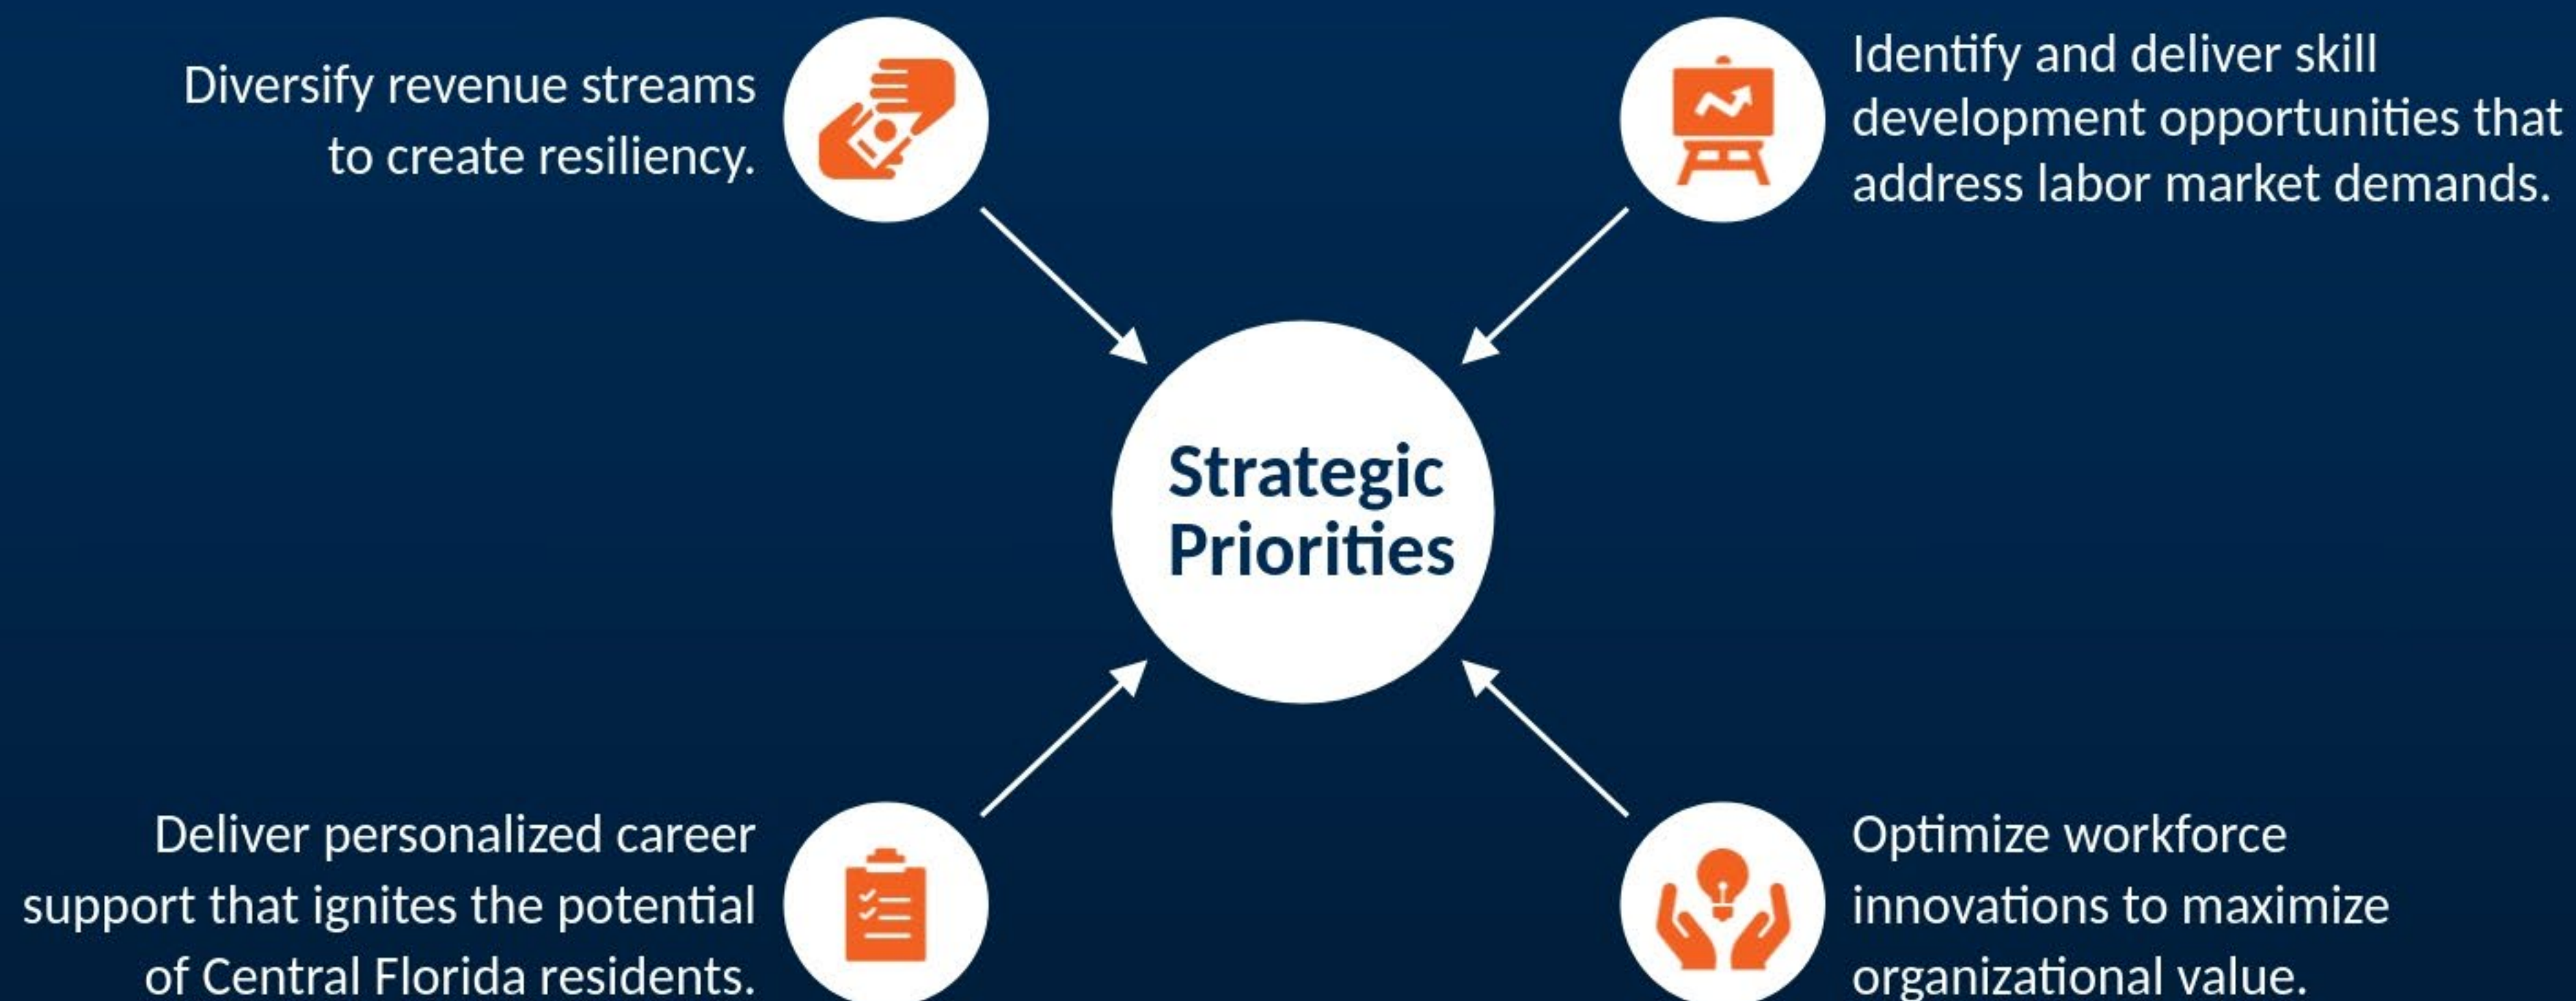 Diversify revenue streams
to create resiliency.
Identify and deliver skill
development opportunities that
address labor market demands.
Strategic
Priorities
Deliver personalized career
support that ignites the potential
of Central Florida residents.
Optimize workforce
innovations to maximize
organizational value.